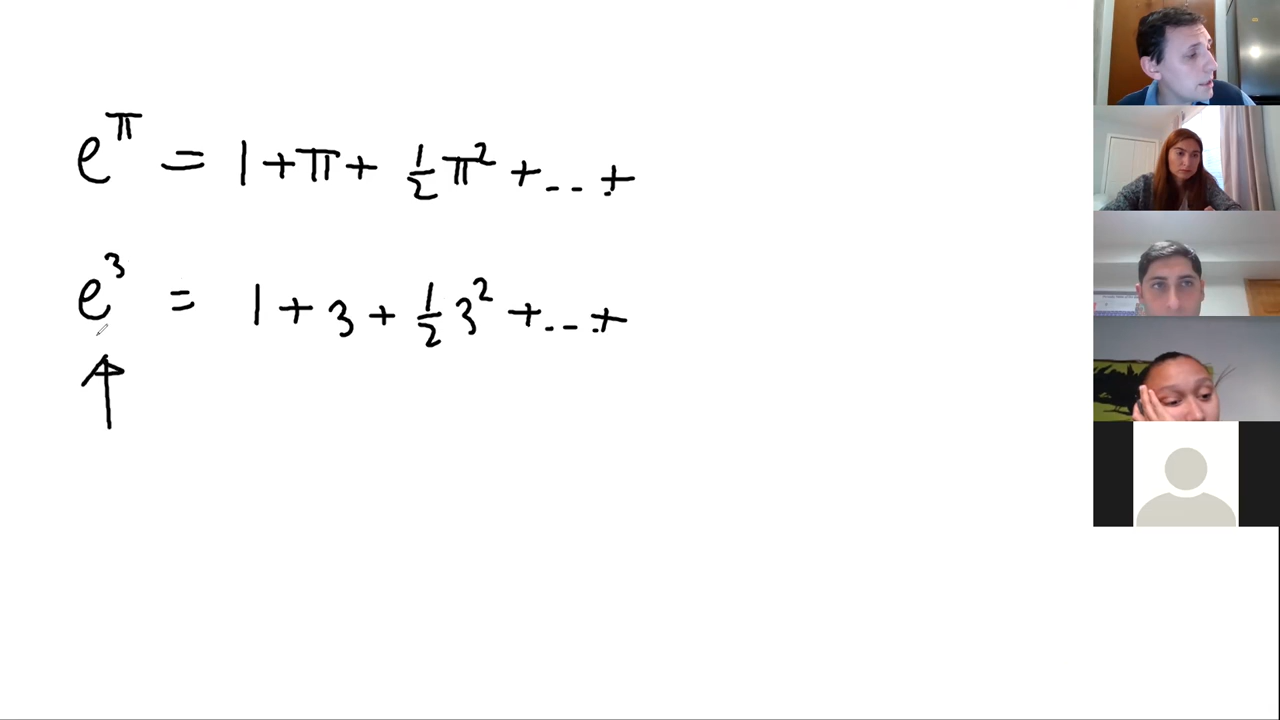 e^π = 1 + π + ½π² + ... +
e³ = 1 + 3 + ½3² + ... +